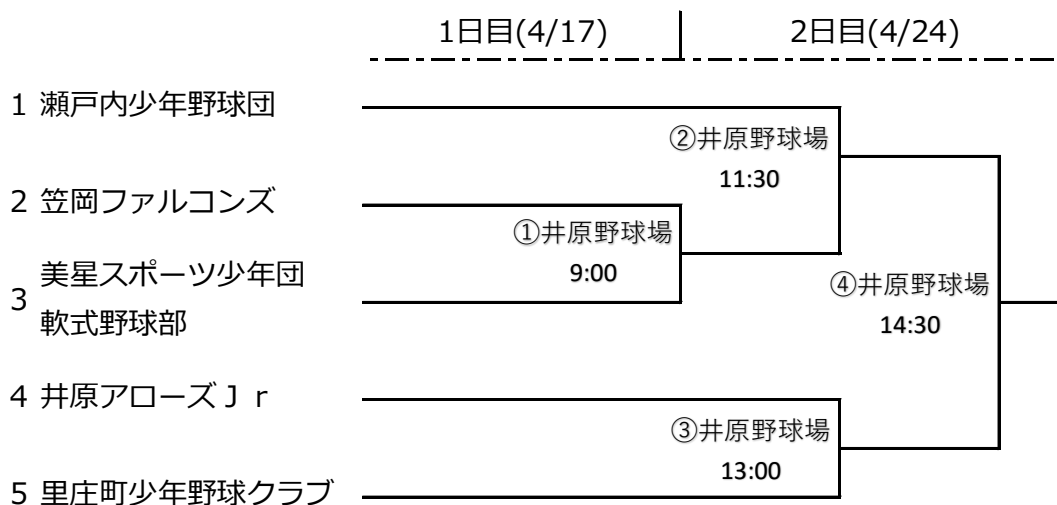 1日目(4/17)
2日目(4/24)
1 瀬戸内少年野球団
②井原野球場
11:30
2 笠岡ファルコンズ
①井原野球場
9:00
3 美星スポーツ少年団
軟式野球部
④井原野球場
14:30
4 井原アローズJr
③井原野球場
13:00
5 里庄町少年野球クラブ